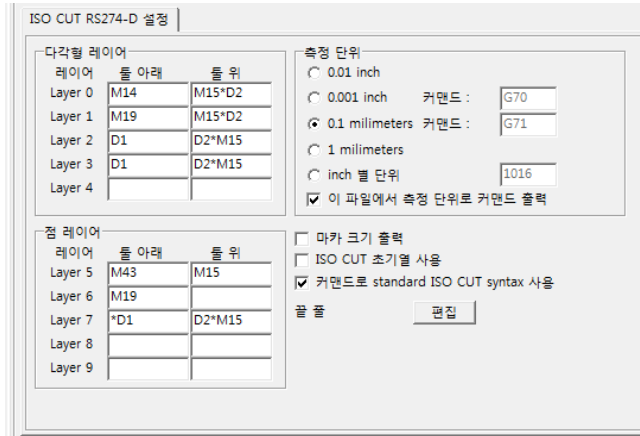 ISO CUT RS274-D 설정
다각형 레이어
레이어 툴 아래 툴 위
Layer 0 M14 M15*D2
Layer 1 M19 M15*D2
Layer 2 D1 D2*M15
Layer 3 D1 D2*M15
Layer 4
점 레이어
레이어 툴 아래 툴 위
Layer 5 M43 M15
Layer 6 M19
Layer 7 *D1 D2*M15
Layer 8
Layer 9
측정 단위
0.01 inch
0.001 inch 커맨드 : G70
0.1 milimeters 커맨드 : G71
1 milimeters
inch 별 단위 1016
이 파일에서 측정 단위로 커맨드 출력
마카 크기 출력
ISO CUT 초기열 사용
커맨드로 standard ISO CUT syntax 사용
끝 쫄 편집